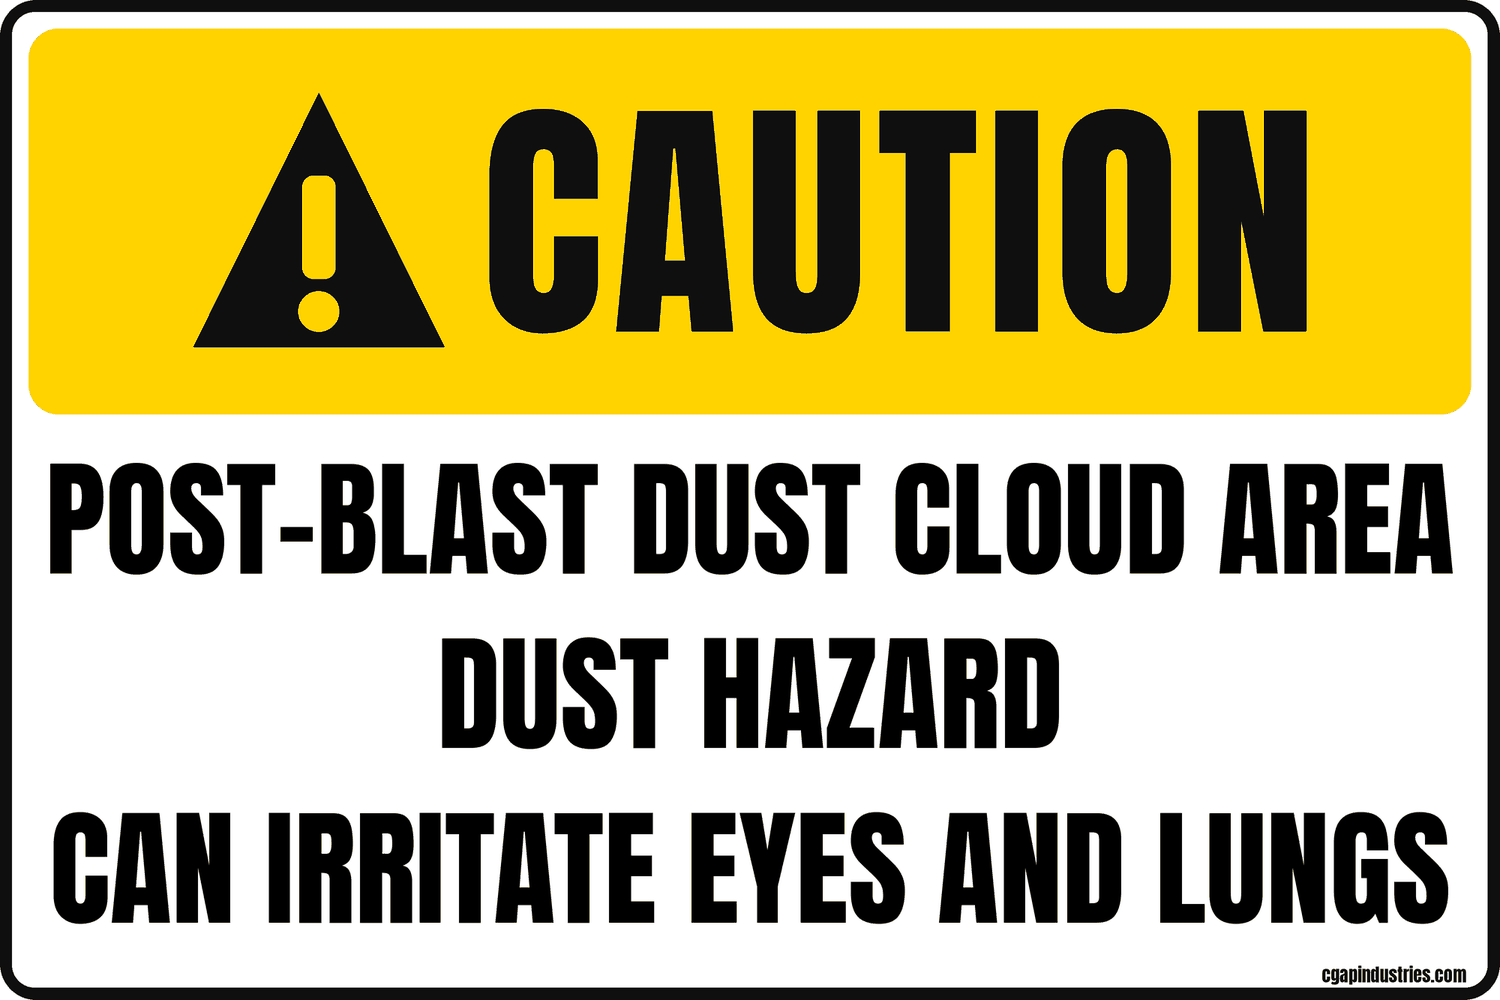 CAUTION
POST-BLAST DUST CLOUD AREA
DUST HAZARD
CAN IRRITATE EYES AND LUNGS
cgapindustries.com